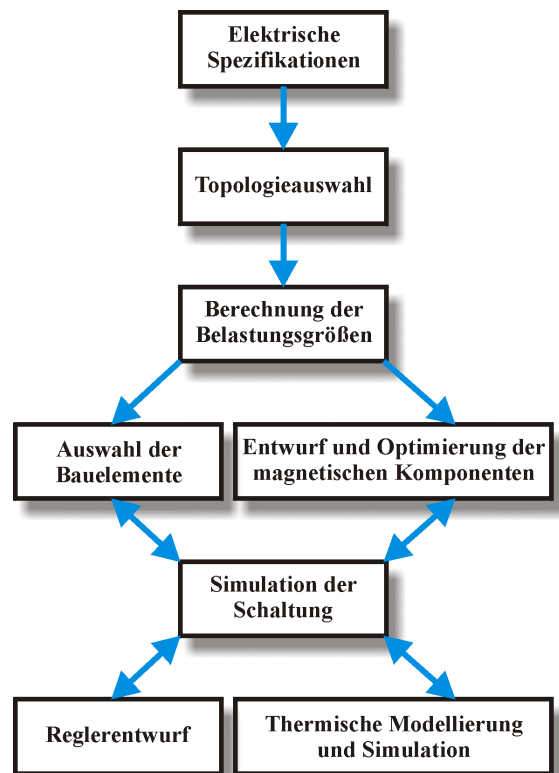 Elektrische
Spezifikationen
Topologieauswahl
Berechnung der
Belastungsgrößen
Auswahl der
Bauelemente
Entwurf und Optimierung der
magnetischen Komponenten
Simulation der
Schaltung
Reglerentwurf
Thermische Modellierung
und Simulation